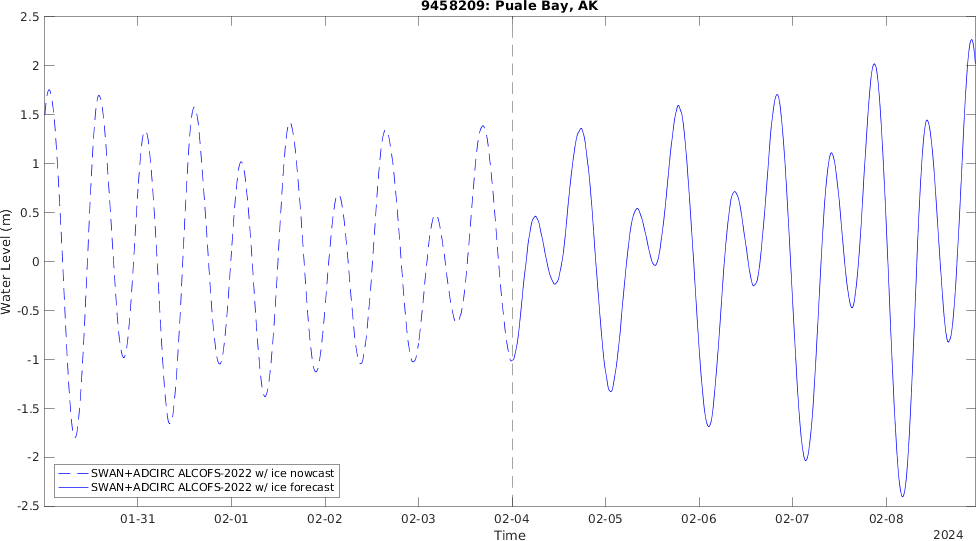 9458209: Puale Bay, AK
2.5
2
1.5
1
0.5
0
-0.5
-1
-1.5
-2
-2.5
Water Level (m)
SWAN+ADCIRC ALCOFS-2022 w/ ice nowcast
SWAN+ADCIRC ALCOFS-2022 w/ ice forecast
01-31 02-01 02-02 02-03 02-04 02-05 02-06 02-07 02-08
Time
2024